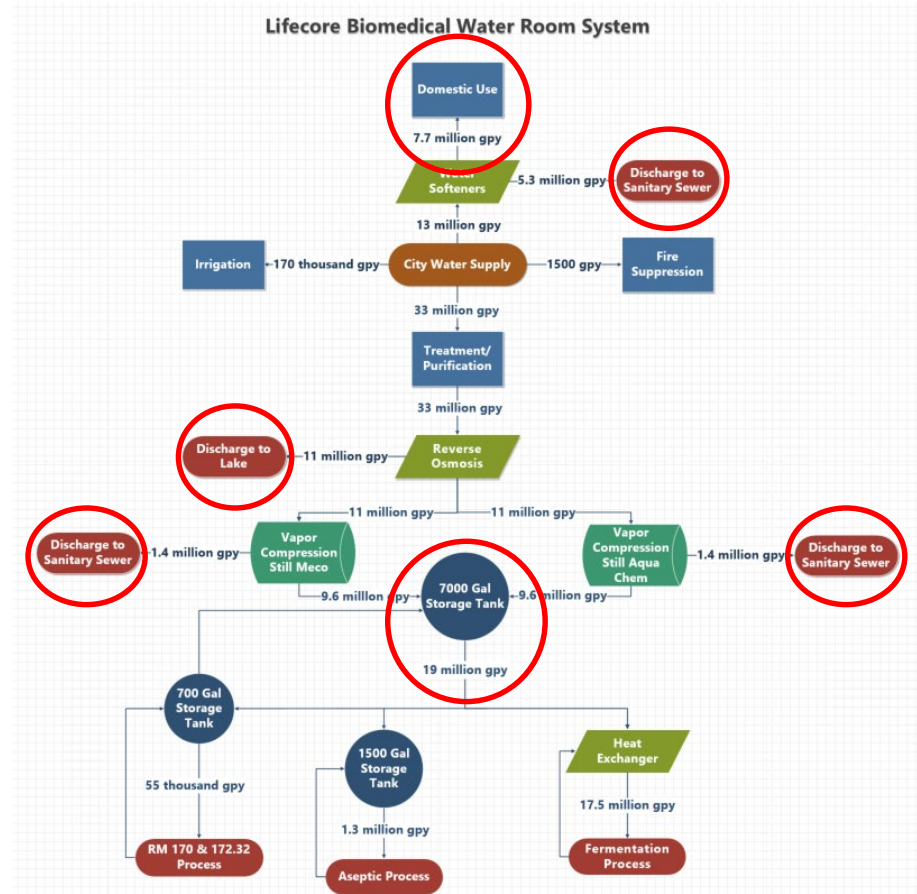 Lifecore Biomedical Water Room System
Domestic Use
7.7 million gpy
Water
Softeners
5.3 million gpy
Discharge to
Sanitary Sewer
13 million gpy
Irrigation
170 thousand gpy
City Water Supply
1500 gpy
Fire
Suppression
33 million gpy
Treatment/
Purification
33 million gpy
Discharge to
Lake
11 million gpy
Reverse
Osmosis
11 million gpy
11 million gpy
Discharge to
Sanitary Sewer
1.4 million gpy
Vapor
Compression
Still Meco
Vapor
Compression
Still Aqua
Chem
1.4 million gpy
Discharge to
Sanitary Sewer
9.6 million gpy
7000 Gal
Storage Tank
9.6 million gpy
19 million gpy
700 Gal
Storage
Tank
1500 Gal
Storage
Tank
Heat
Exchanger
55 thousand gpy
1.3 million gpy
17.5 million gpy
RM 170 & 172.32
Process
Aseptic Process
Fermentation
Process